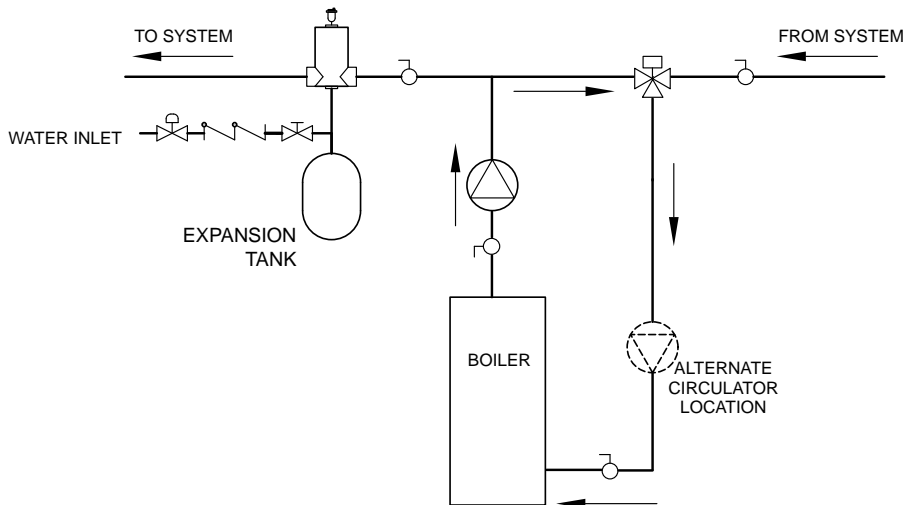 TO SYSTEM
FROM SYSTEM
WATER INLET
EXPANSION
TANK
BOILER
ALTERNATE
CIRCULATOR
LOCATION